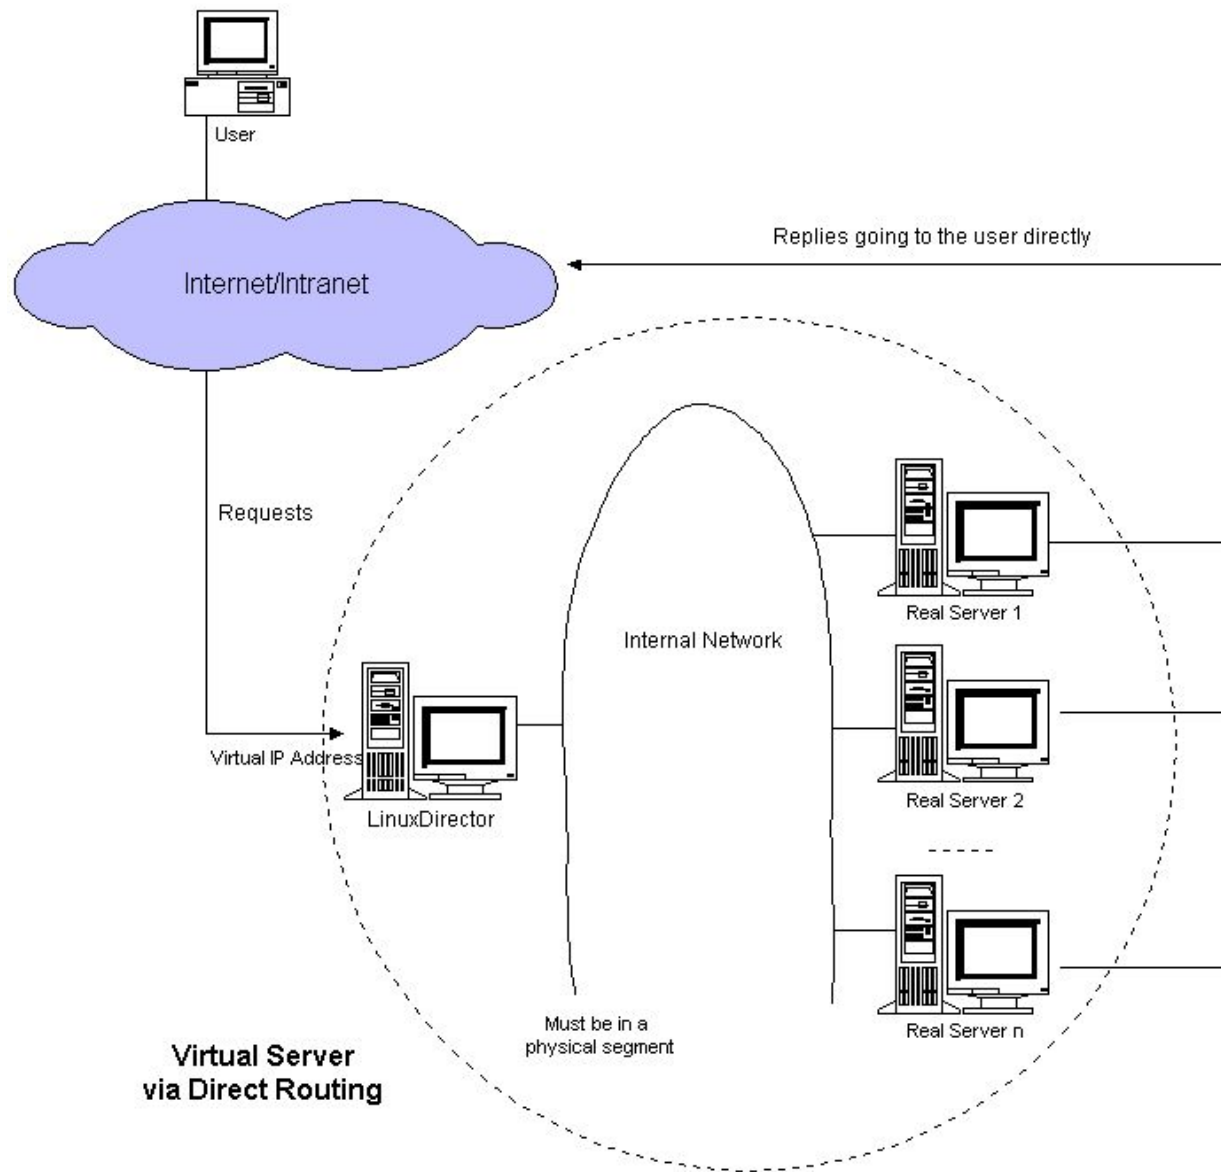 User
Replies going to the user directly
Internet/Intranet
Requests
Real Server 1
Internal Network
Virtual IP Address
Real Server 2
LinuxDirector
Real Server n
Must be in a
physical segment
Virtual Server
via Direct Routing